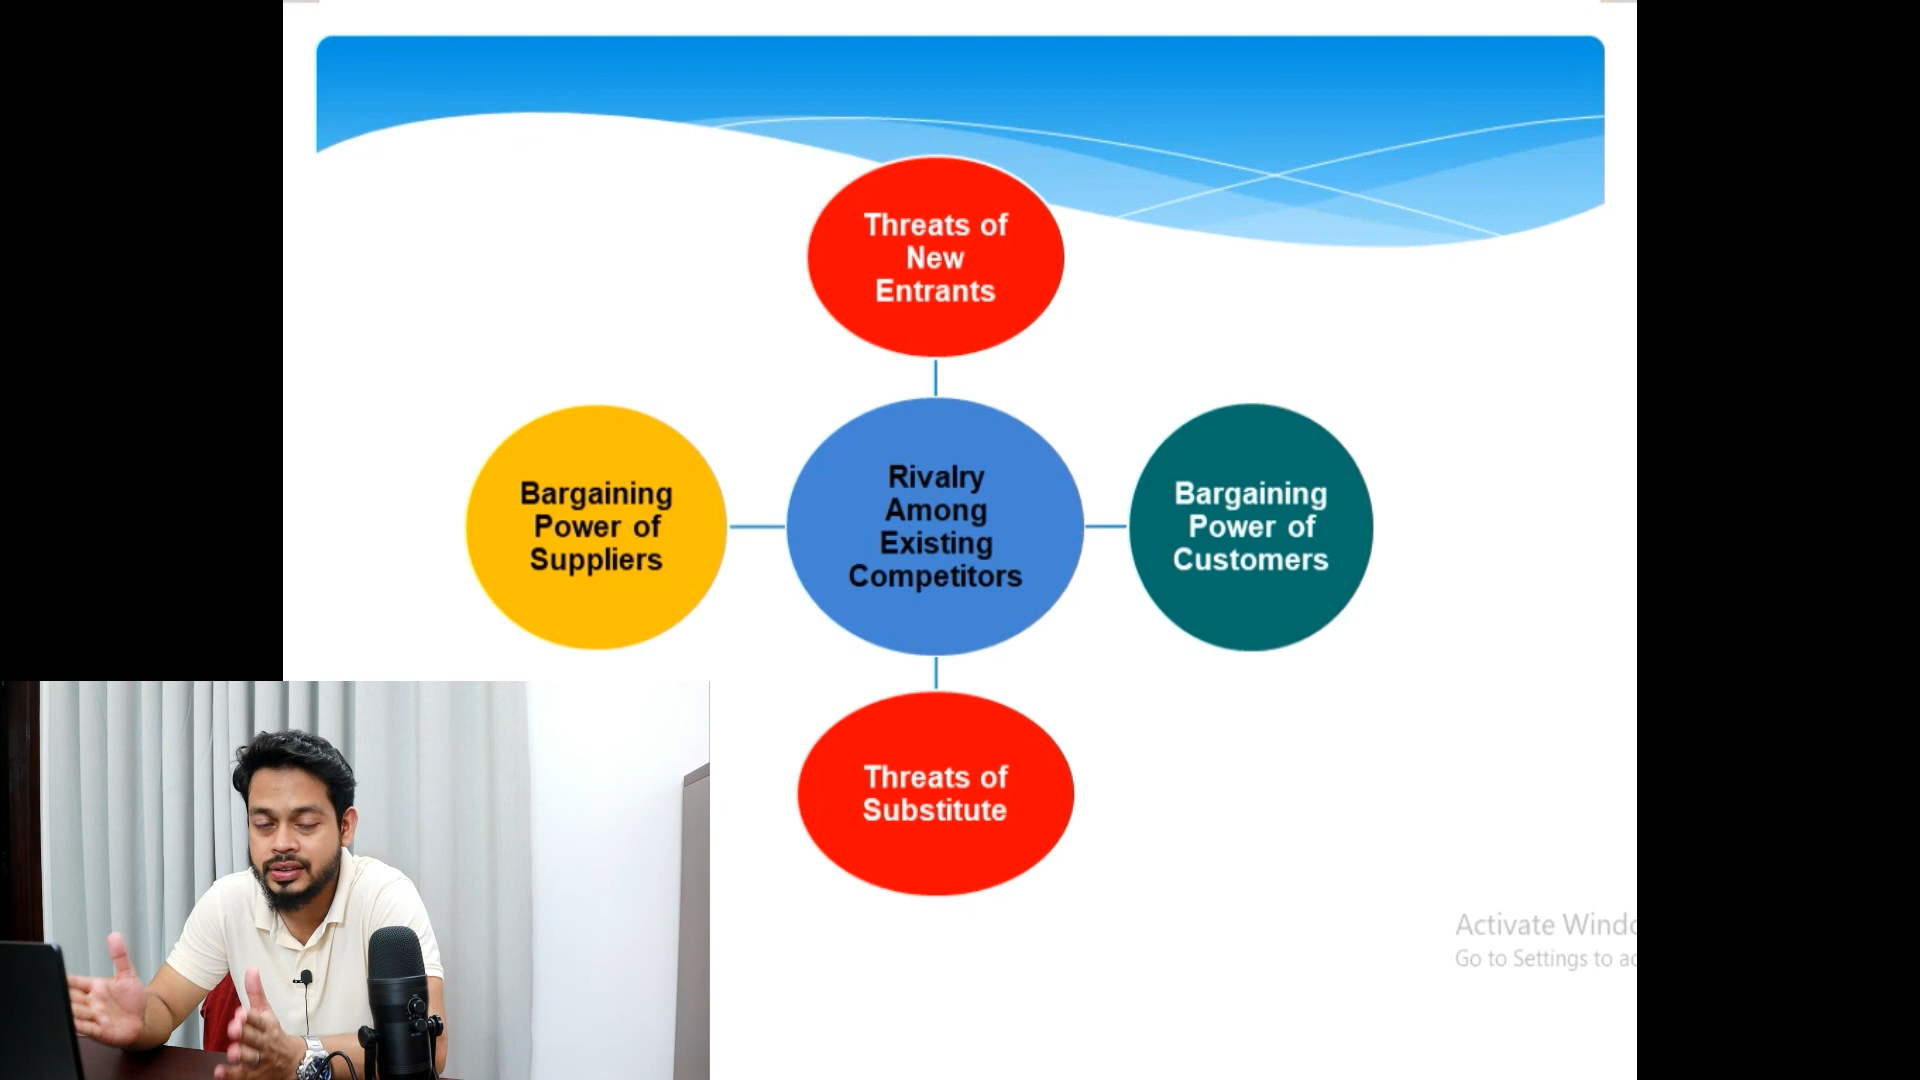 Threats of
New
Entrants
Bargaining
Power of
Suppliers
Rivalry
Among
Existing
Competitors
Bargaining
Power of
Customers
Threats of
Substitute
Activate
Go to Settings to